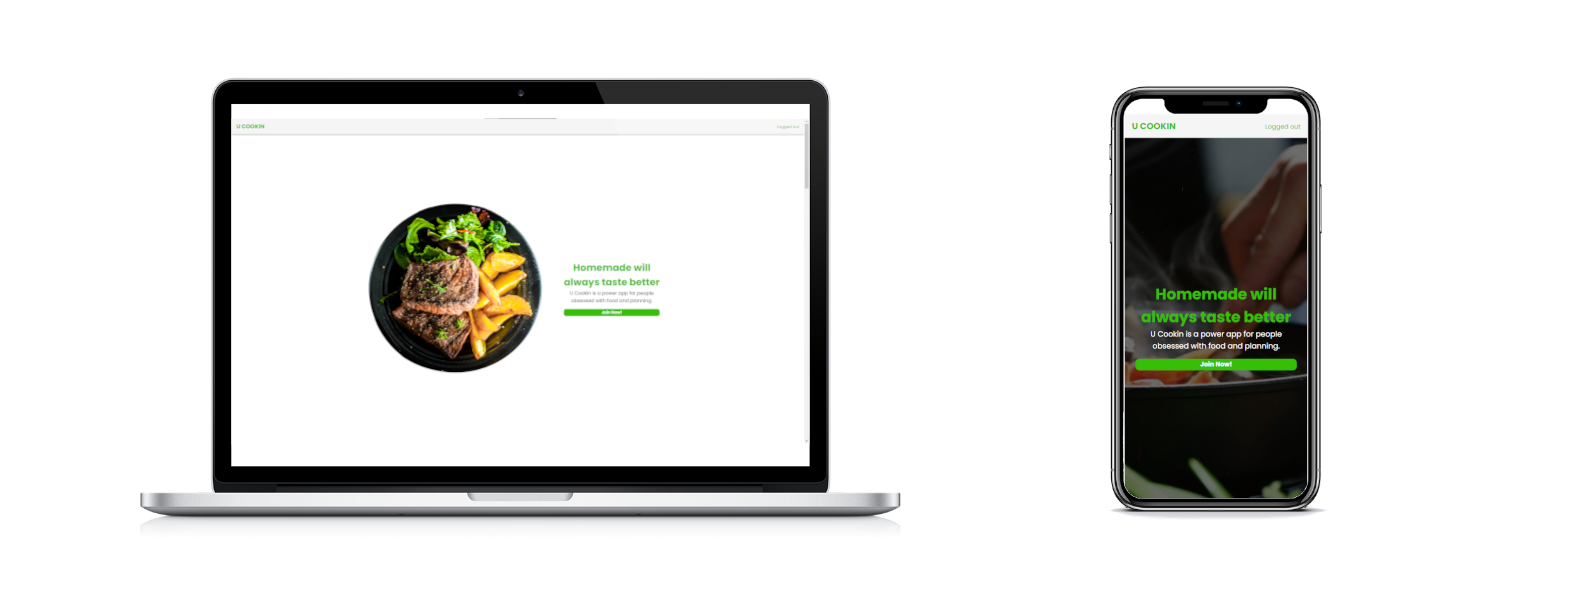 U COOKIN
Logged out
Homemade will
always taste better
U Cookin is a power app for people
obsessed with food and planning.
Join Now!
U COOKIN
Logged out
Homemade will
always taste better
U Cookin is a power app for people
obsessed with food and planning.
Join Now!